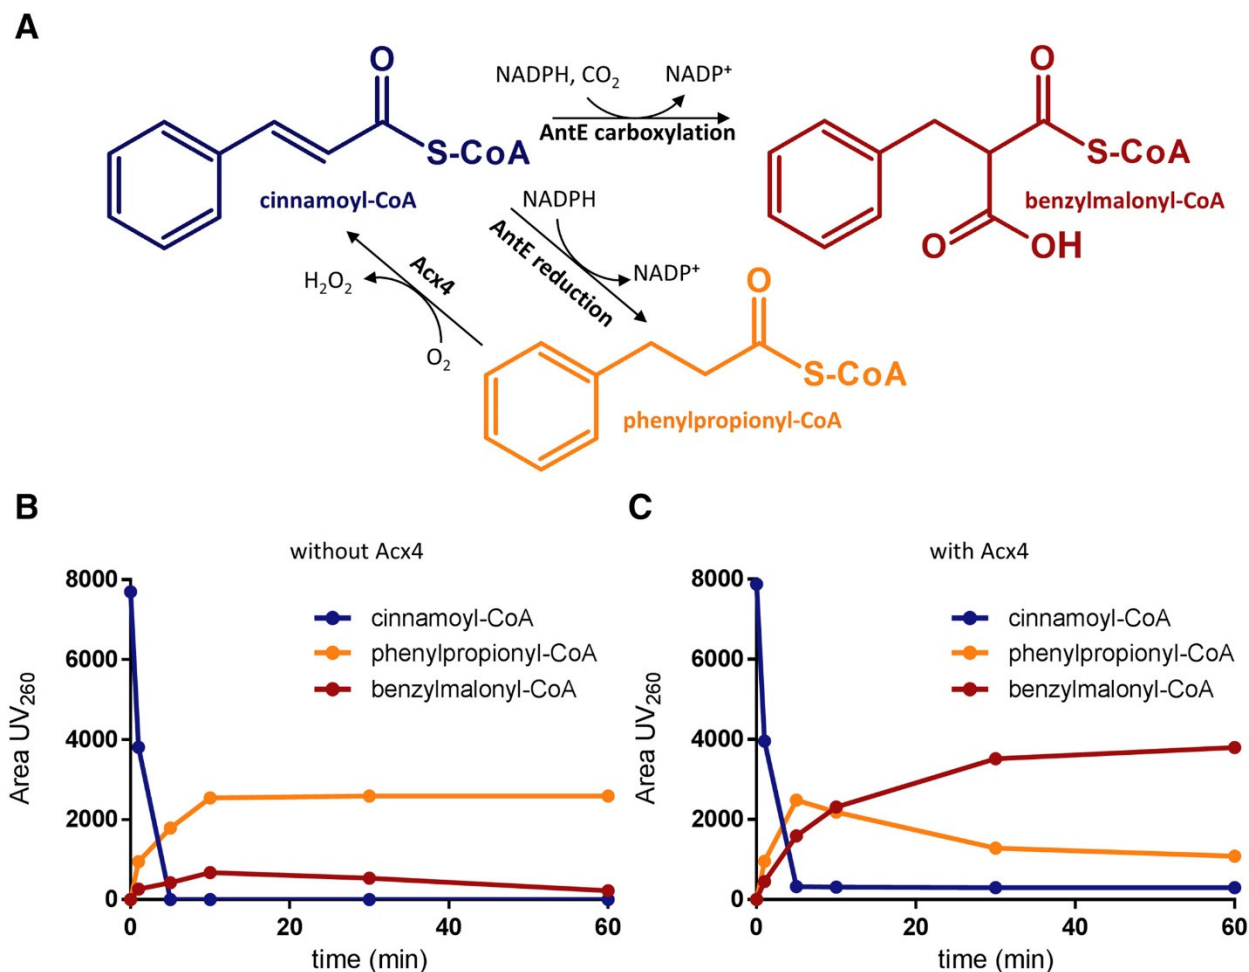 A
NADPH, CO₂
NADP⁺
AntE carboxylation
O
S-CoA
cinnamoyl-CoA
O
S-CoA
benzylmalonyl-CoA
O
OH
NADPH
AntE reduction
NADP⁺
Acx4
H₂O₂
O₂
O
S-CoA
phenylpropionyl-CoA
B
without Acx4
8000
6000
4000
2000
0
Area UV₂₆₀
cinnamoyl-CoA
phenylpropionyl-CoA
benzylmalonyl-CoA
0
20
40
60
time (min)
C
with Acx4
8000
6000
4000
2000
0
Area UV₂₆₀
cinnamoyl-CoA
phenylpropionyl-CoA
benzylmalonyl-CoA
0
20
40
60
time (min)